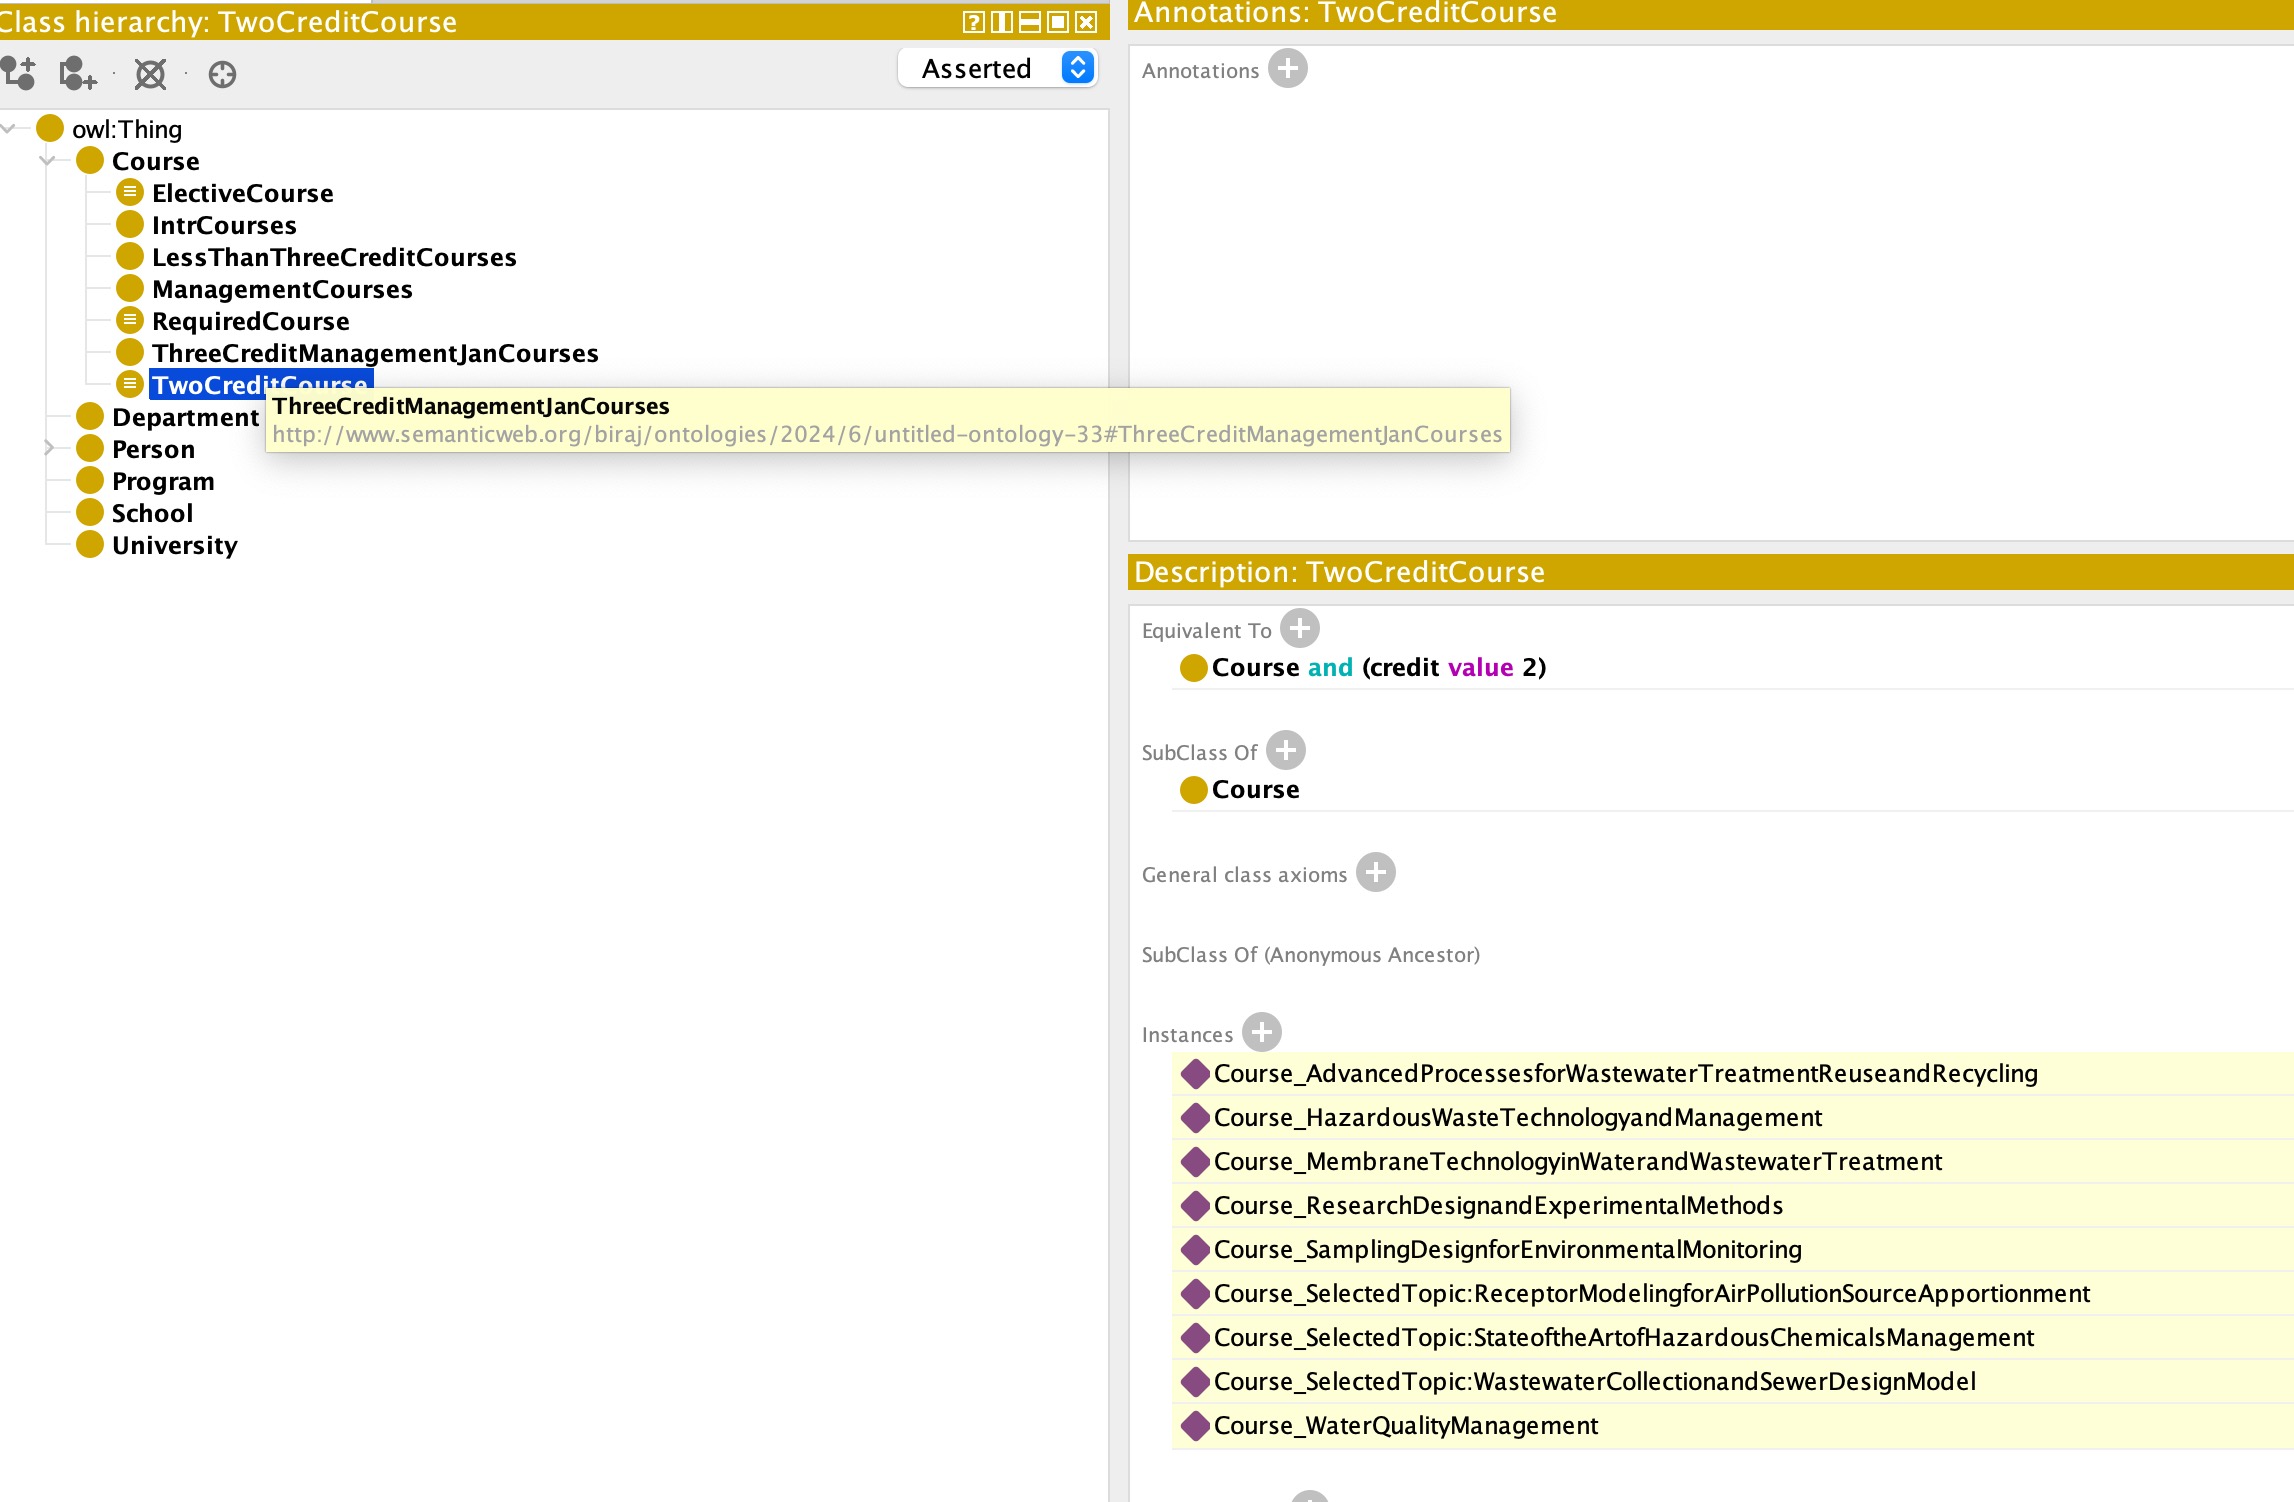 Class hierarchy: TwoCreditCourse
Asserted
owl:Thing
Course
ElectiveCourse
IntrCourses
LessThanThreeCreditCourses
ManagementCourses
RequiredCourse
ThreeCreditManagementJanCourses
TwoCreditCourse
ThreeCreditManagementJanCourses
http://www.semanticweb.org/biraj/ontologies/2024/6/untitled-ontology-33#ThreeCreditManagementJanCourses
Department
Person
Program
School
University
Annotations: TwoCreditCourse
Annotations
Description: TwoCreditCourse
Equivalent To
Course and (credit value 2)
SubClass Of
Course
General class axioms
SubClass Of (Anonymous Ancestor)
Instances
Course_AdvancedProcessesforWastewaterTreatmentReuseandRecycling
Course_HazardousWasteTechnologyandManagement
Course_MembraneTechnologyinWaterandWastewaterTreatment
Course_ResearchDesignandExperimentalMethods
Course_SamplingDesignforEnvironmentalMonitoring
Course_SelectedTopic:ReceptorModelingforAirPollutionSourceApportionment
Course_SelectedTopic:StateoftheArtofHazardousChemicalsManagement
Course_SelectedTopic:WastewaterCollectionandSewerDesignModel
Course_WaterQualityManagement